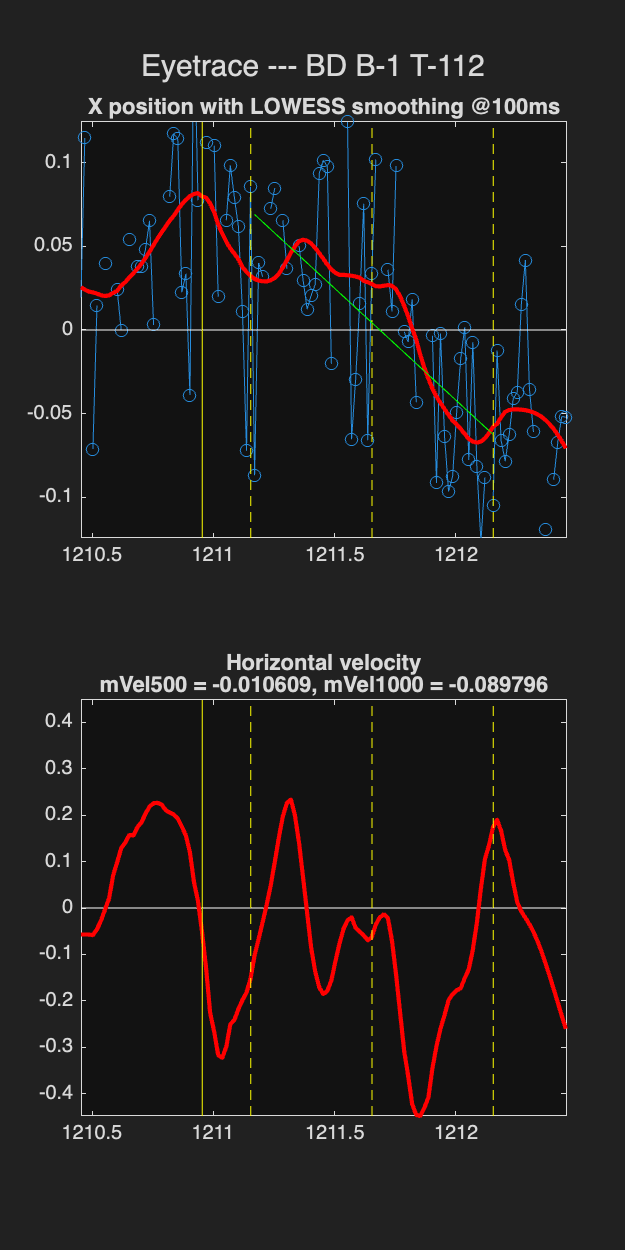 Eyetrace --- BD B-1 T-112
X position with LOWESS smoothing @100ms
0.1
0.05
0
-0.05
-0.1
1210.5 1211 1211.5 1212
Horizontal velocity
mVel500 = -0.010609, mVel1000 = -0.089796
0.4
0.3
0.2
0.1
0
-0.1
-0.2
-0.3
-0.4
1210.5 1211 1211.5 1212